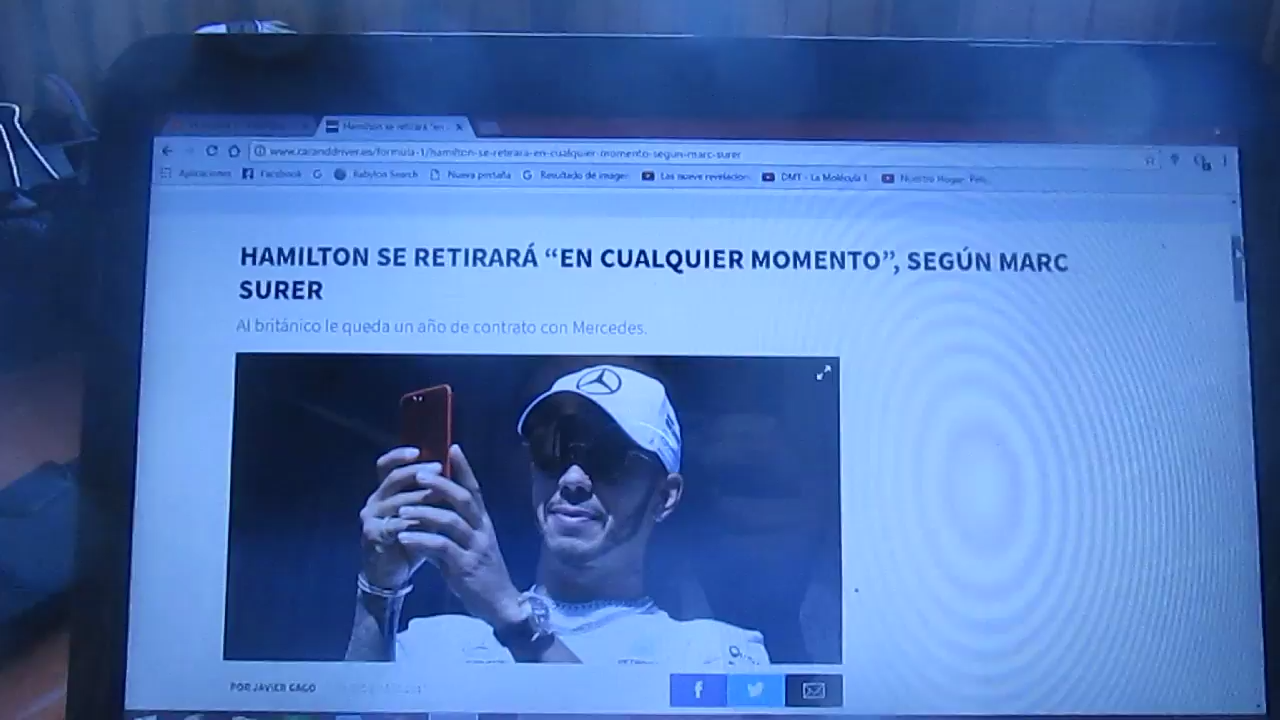 Hamilton se retirará "en
www.caranddriver.es/formula-1/hamilton-se-retirara-en-cualquier-momento-segun-marc-surer
Aplicaciones Facebook G Babylon Search Nueva pestaña Resultado de imagen Las nueve revelacion DMT - La Molécula Nuestro Hogar
HAMILTON SE RETIRARÁ “EN CUALQUIER MOMENTO”, SEGÚN MARC
SURER
Al británico le queda un año de contrato con Mercedes.
POR JAVIER GAGO